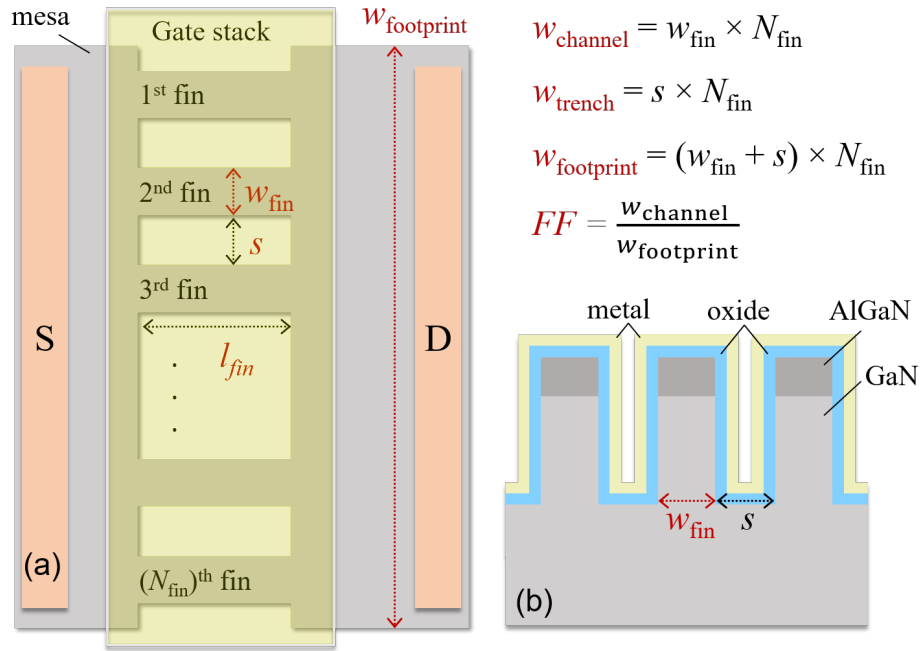 mesa
Gate stack
w_footprint
1st fin
2nd fin
w_fin
s
3rd fin
l_fin
S
D
.
.
.
(N_fin)th fin
(a)
w_channel = w_fin × N_fin
w_trench = s × N_fin
w_footprint = (w_fin + s) × N_fin
FF = w_channel / w_footprint
metal
oxide
AlGaN
GaN
w_fin
s
(b)